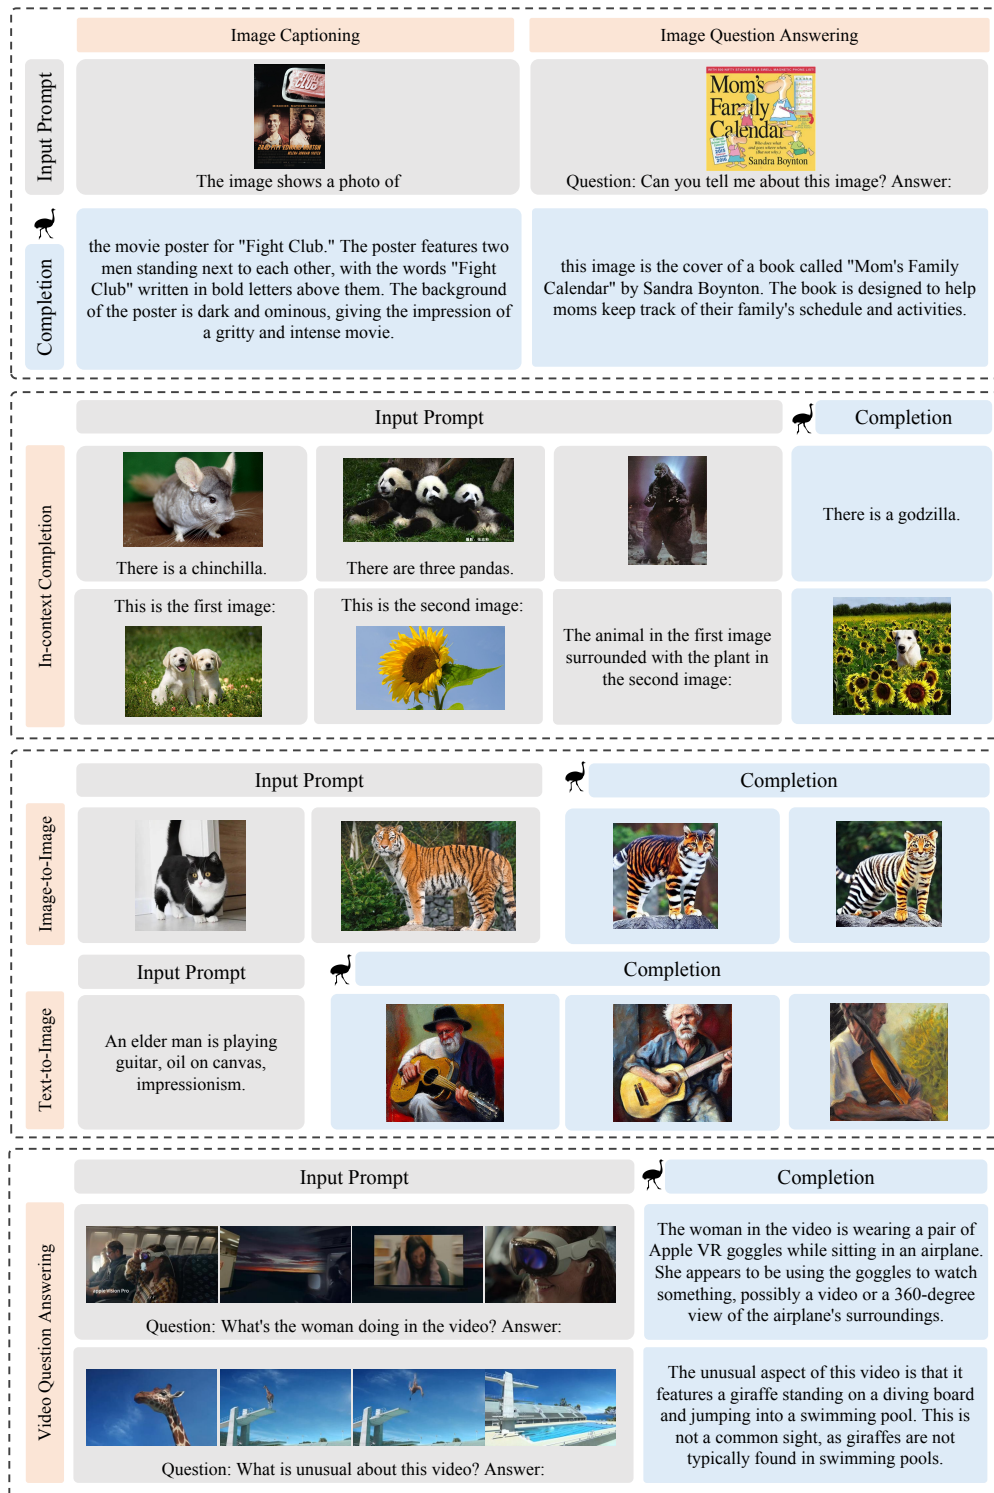 Image Captioning
Image Question Answering
Input Prompt
FIGHT
CLUB
BRAD PITT EDWARD NORTON
The image shows a photo of
Mom's
Family
Calendar
Sandra Boynton
Question: Can you tell me about this image? Answer:
Completion
the movie poster for "Fight Club." The poster features two
men standing next to each other, with the words "Fight
Club" written in bold letters above them. The background
of the poster is dark and ominous, giving the impression of
a gritty and intense movie.
this image is the cover of a book called "Mom's Family
Calendar" by Sandra Boynton. The book is designed to help
moms keep track of their family's schedule and activities.
Input Prompt
Completion
In-context Completion
There is a chinchilla.
There are three pandas.
There is a godzilla.
This is the first image:
This is the second image:
The animal in the first image
surrounded with the plant in
the second image:
Input Prompt
Completion
Image-to-Image
Input Prompt
Completion
Text-to-Image
An elder man is playing
guitar, oil on canvas,
impressionism.
Input Prompt
Completion
Video Question Answering
Apple Vision Pro
Question: What's the woman doing in the video? Answer:
The woman in the video is wearing a pair of
Apple VR goggles while sitting in an airplane.
She appears to be using the goggles to watch
something, possibly a video or a 360-degree
view of the airplane's surroundings.
Question: What is unusual about this video? Answer:
The unusual aspect of this video is that it
features a giraffe standing on a diving board
and jumping into a swimming pool. This is
not a common sight, as giraffes are not
typically found in swimming pools.